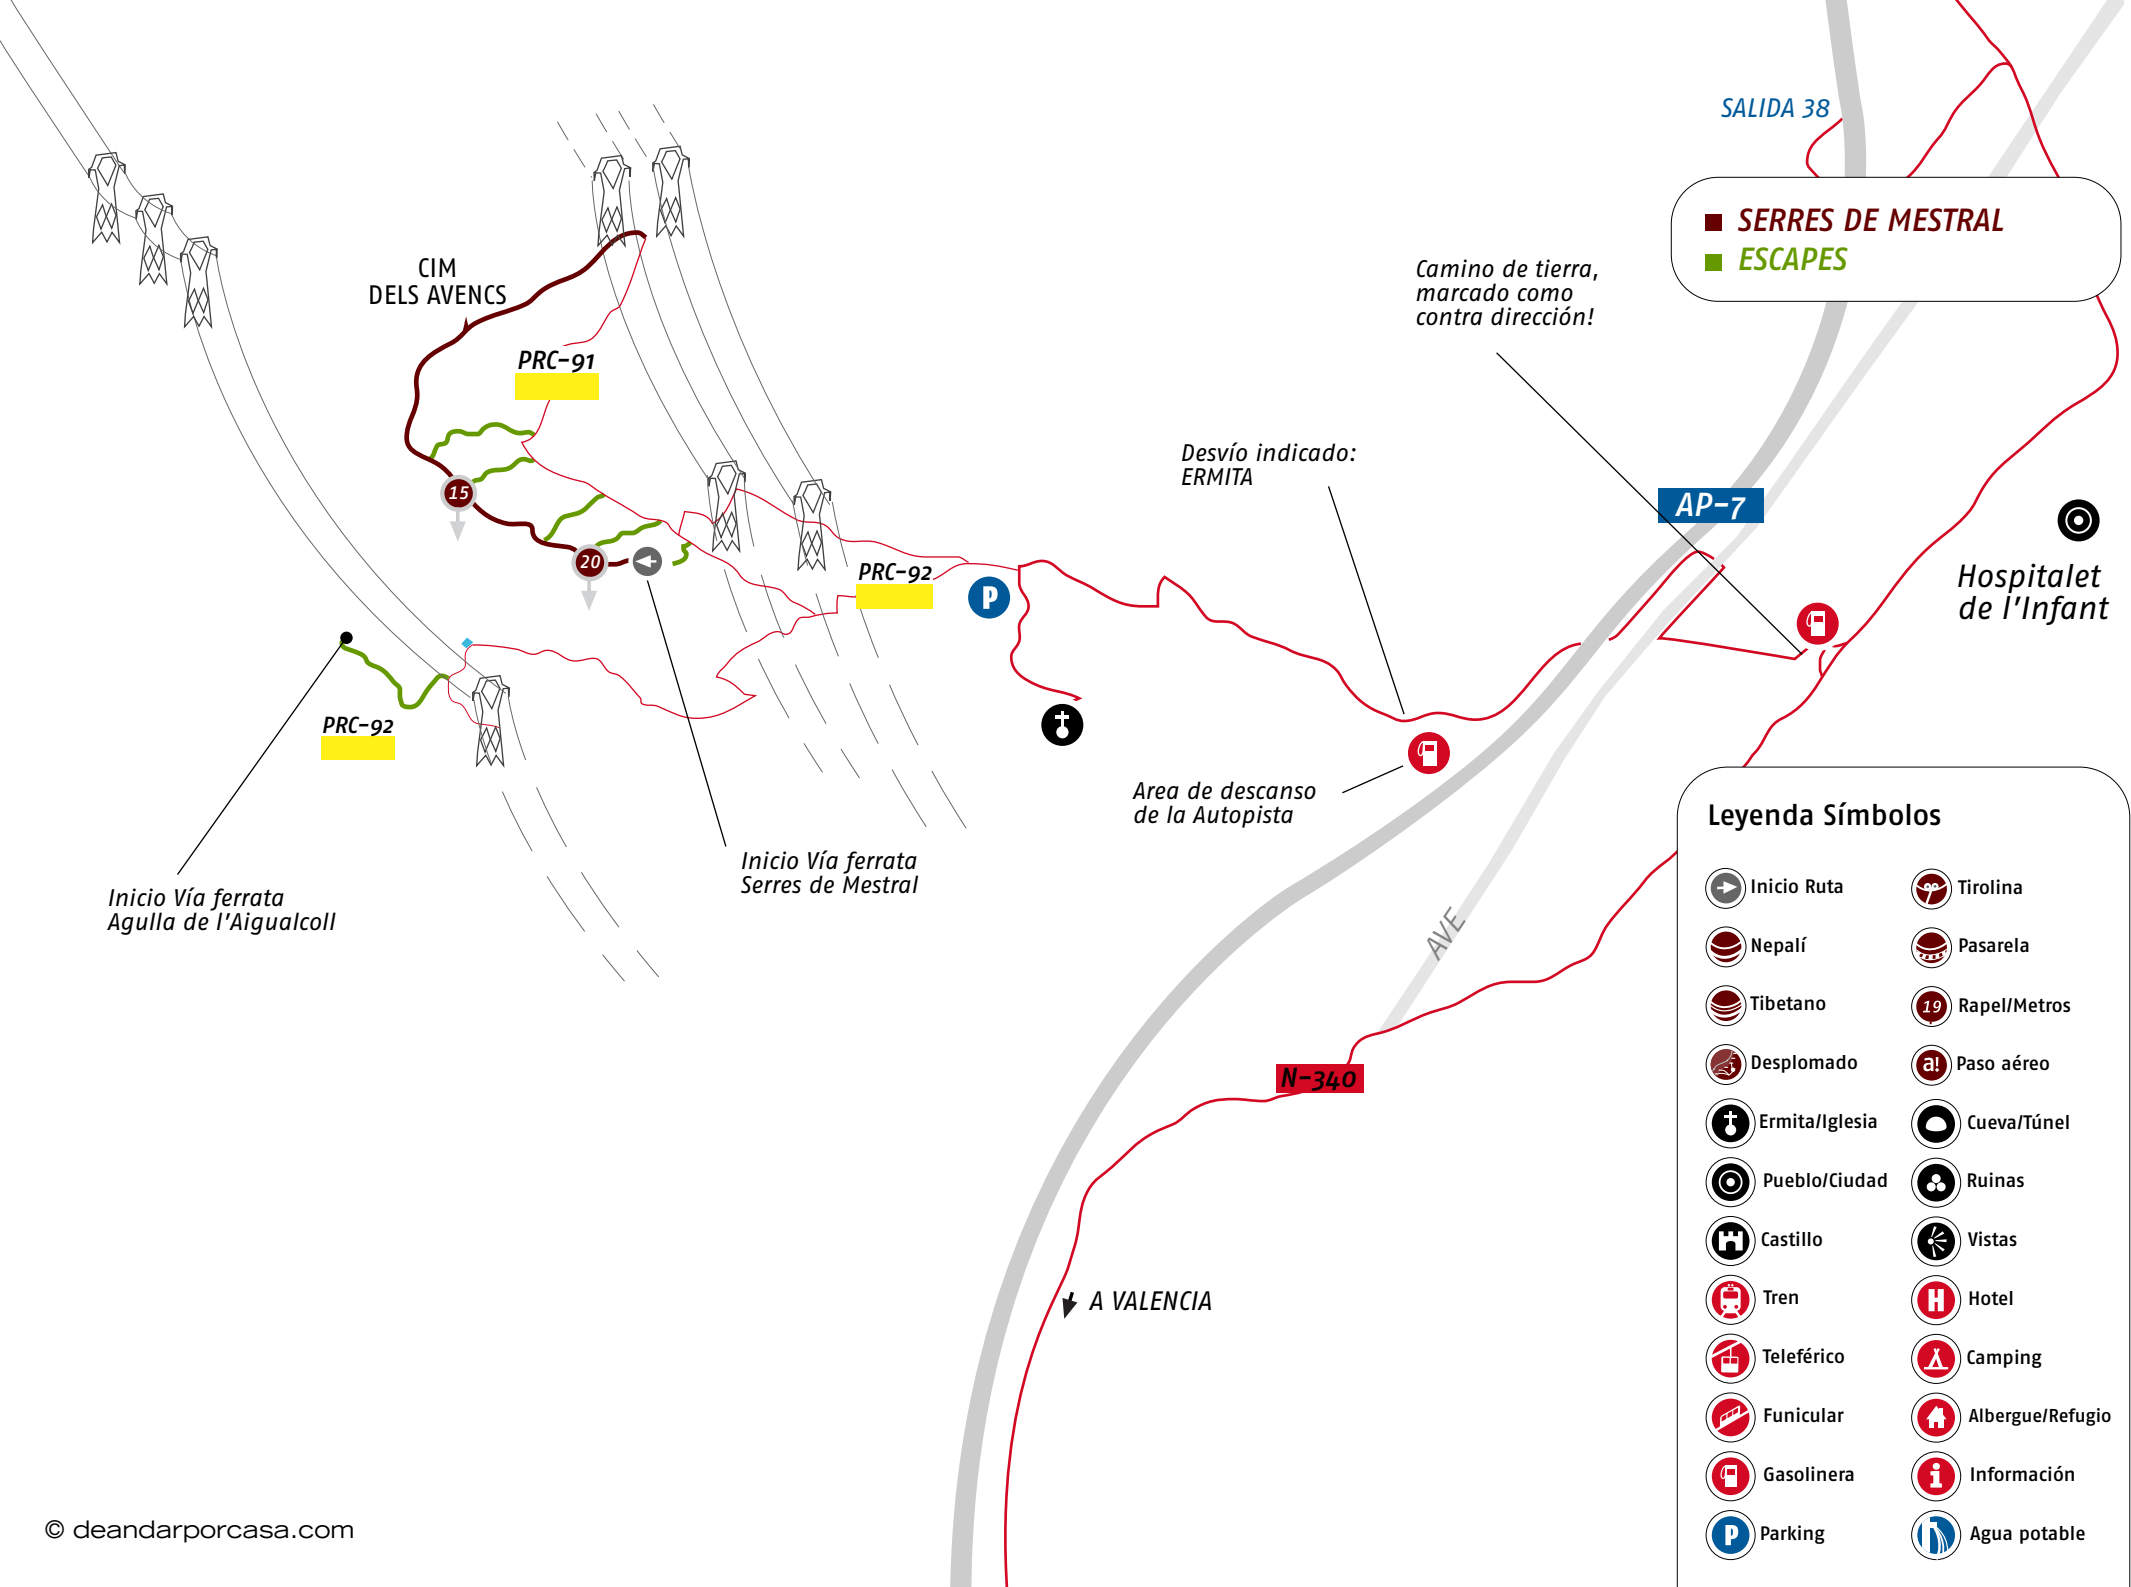 SALIDA 38
SERRES DE MESTRAL
ESCAPES
CIM
DELS AVENCS
Camino de tierra,
marcado como
contra dirección!
PRC-91
Desvío indicado:
ERMITA
15
AP-7
20
PRC-92
P
Hospitalet
de l'Infant
PRC-92
Area de descanso
de la Autopista
Inicio Vía ferrata
Serres de Mestral
Inicio Vía ferrata
Agulla de l'Aigualcoll
AVE
N-340
A VALENCIA
Leyenda Símbolos
Inicio Ruta
Tirolina
Nepalí
Pasarela
Tibetano
19 Rapel/Metros
Desplomado
a! Paso aéreo
Ermita/Iglesia
Cueva/Túnel
Pueblo/Ciudad
Ruinas
Castillo
Vistas
Tren
H Hotel
Teleférico
Camping
Funicular
Albergue/Refugio
Gasolinera
i Información
P Parking
Agua potable
© deandarporcasa.com